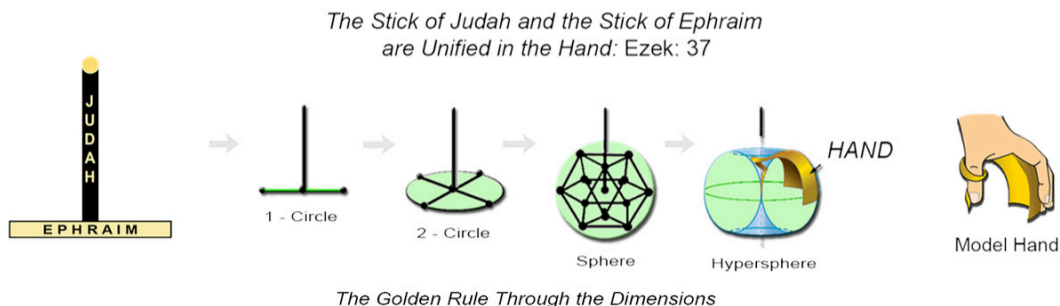 The Stick of Judah and the Stick of Ephraim
are Unified in the Hand: Ezek: 37
JUDAH
EPHRAIM
1 - Circle
2 - Circle
Sphere
HAND
Hypersphere
Model Hand
The Golden Rule Through the Dimensions